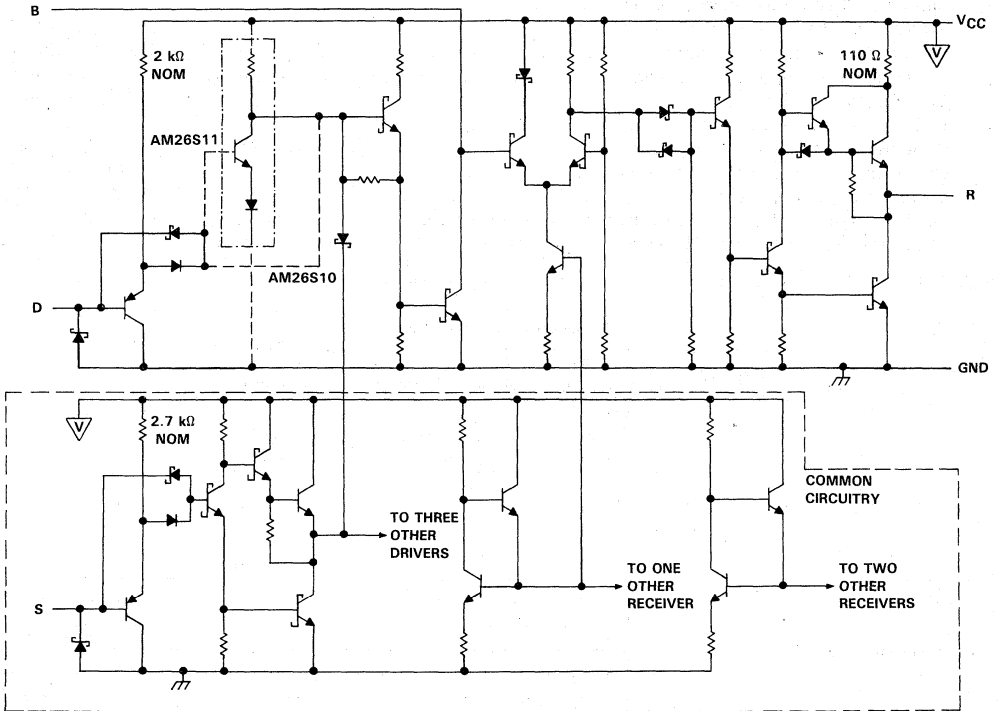 B
VCC
V
2 kΩ
NOM
110 Ω
NOM
AM26S11
R
AM26S10
D
GND
V
2.7 kΩ
NOM
COMMON
CIRCUITRY
TO THREE
OTHER
DRIVERS
TO ONE
OTHER
RECEIVER
TO TWO
OTHER
RECEIVERS
S